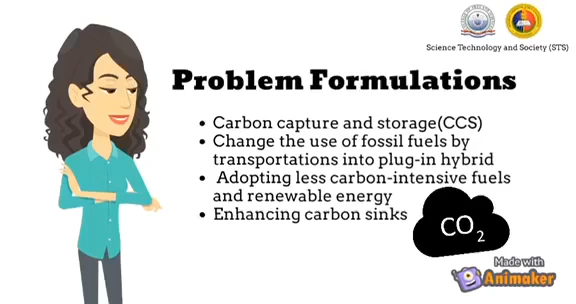 Science Technology and Society (STS)
Problem Formulations
• Carbon capture and storage(CCS)
• Change the use of fossil fuels by
transportations into plug-in hybrid
• Adopting less carbon-intensive fuels
and renewable energy
• Enhancing carbon sinks
CO2
Made with
Animaker